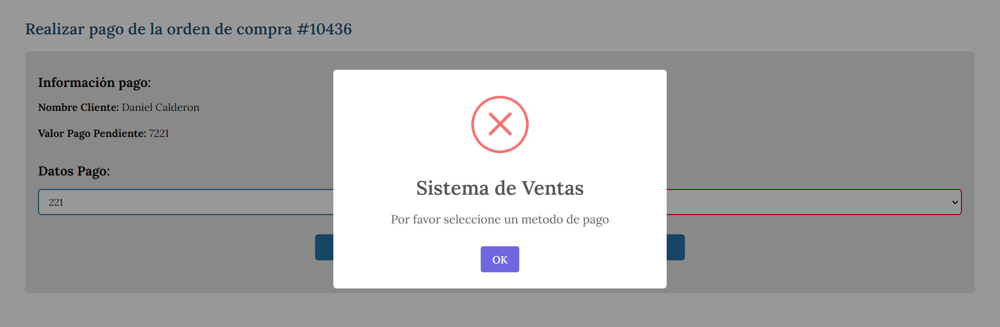 Realizar pago de la orden de compra #10436
Información pago:
Nombre Cliente: Daniel Calderon
Valor Pago Pendiente: 7221
Datos Pago:
221
Sistema de Ventas
Por favor seleccione un metodo de pago
OK